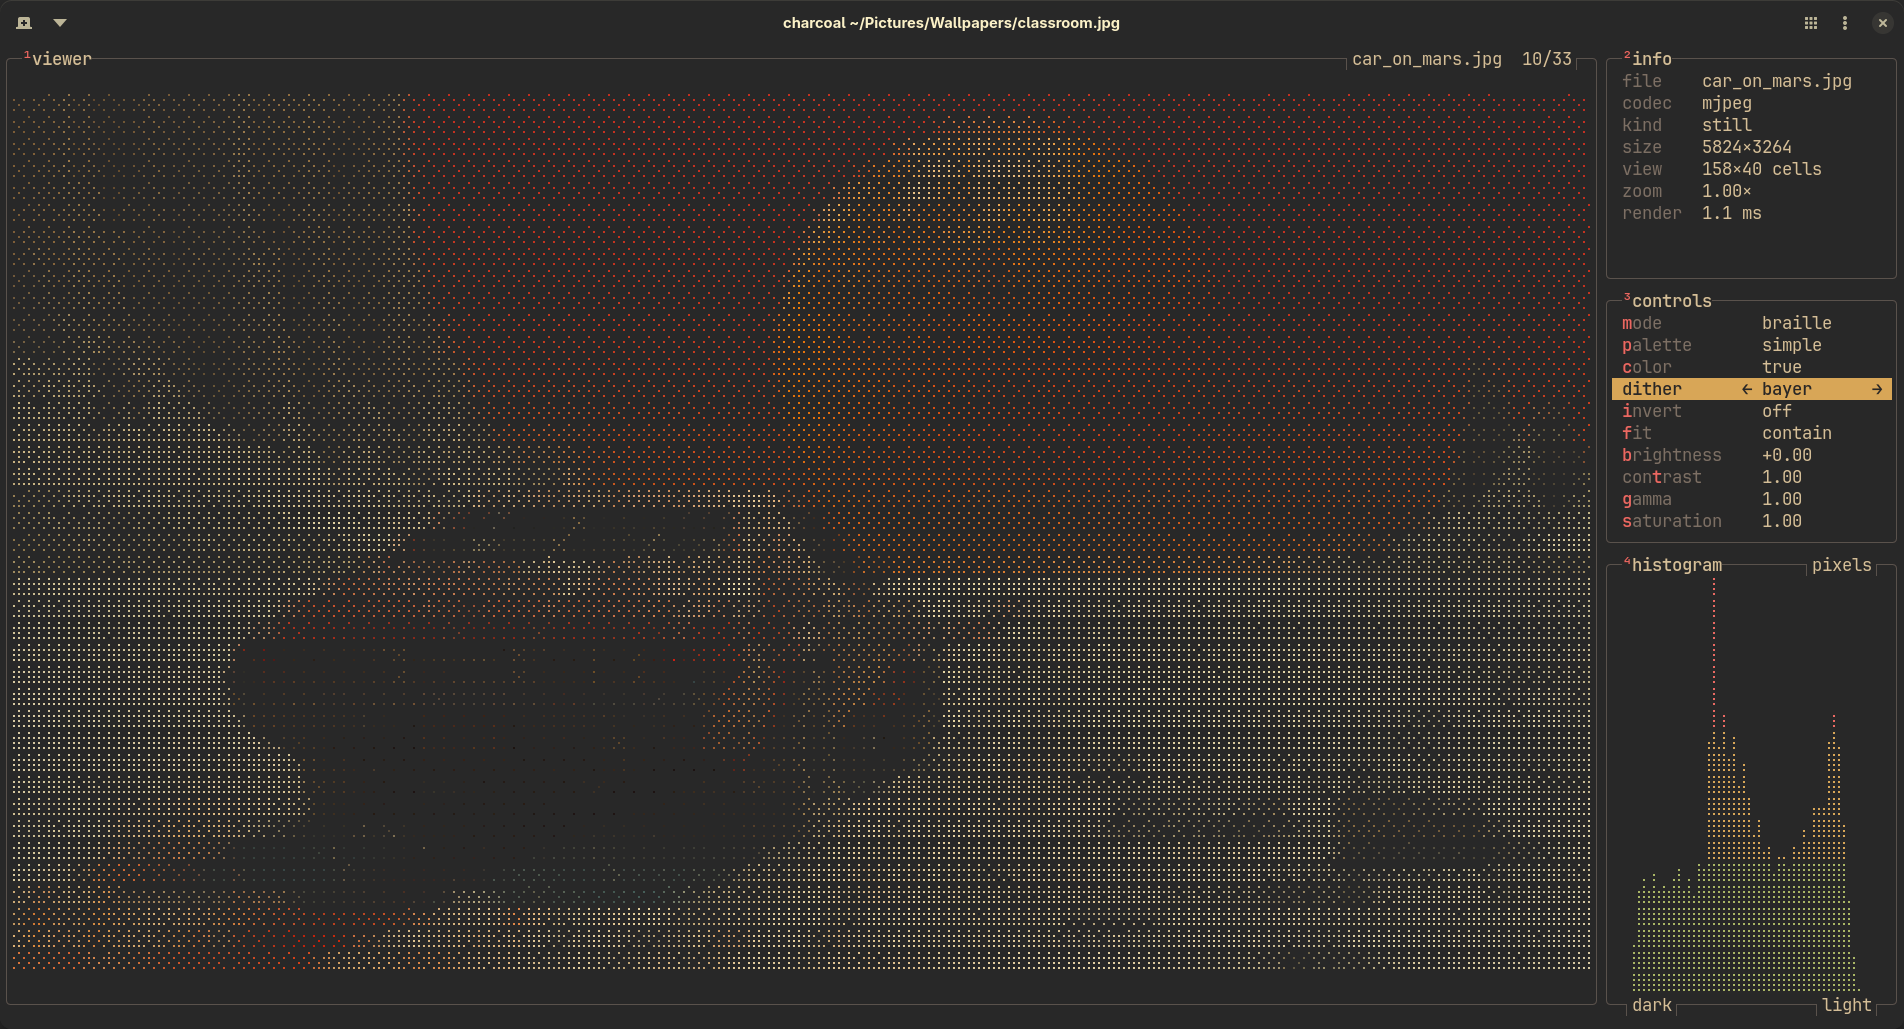 charcoal ~/Pictures/Wallpapers/classroom.jpg
¹viewer car_on_mars.jpg 10/33
²info
file car_on_mars.jpg
codec mjpeg
kind still
size 5824×3264
view 158×40 cells
zoom 1.00×
render 1.1 ms
³controls
mode braille
palette simple
color true
dither ← bayer →
invert off
fit contain
brightness +0.00
contrast 1.00
gamma 1.00
saturation 1.00
⁴histogram pixels
dark light